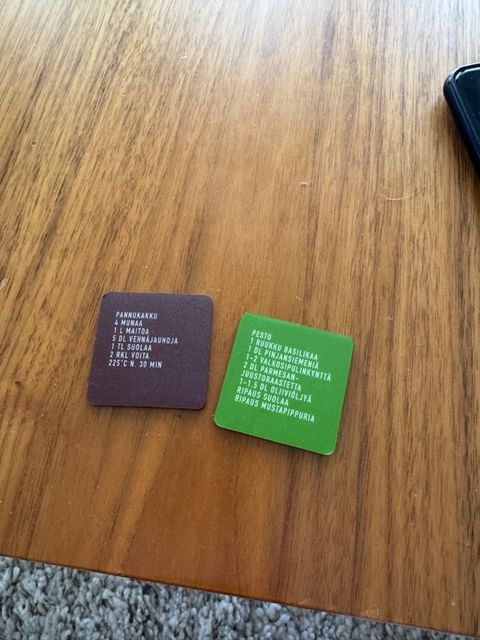 PANNUKAKKU
4 MUNAA
1 L MAITOA
5 DL VEHNÄJAUHOJA
1 TL SUOLAA
2 RKL VOITA
225°C N. 30 MIN
PESTO
1 RUUKKU BASILIKAA
1 DL PINJANSIEMENIÄ
1-2 VALKOSIPULINKYNTTÄ
2 DL PARMESAN-
JUUSTORAASTETTA
1-1,5 DL OLIIVIÖLJYÄ
RIPAUS SUOLAA
RIPAUS MUSTAPIPPURIA